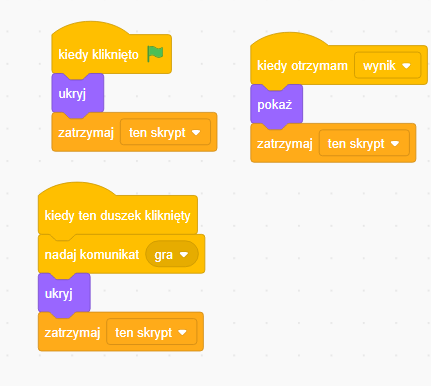 kiedy kliknięto
ukryj
zatrzymaj ten skrypt
kiedy otrzymam wynik
pokaż
zatrzymaj ten skrypt
kiedy ten duszek kliknięty
nadaj komunikat gra
ukryj
zatrzymaj ten skrypt